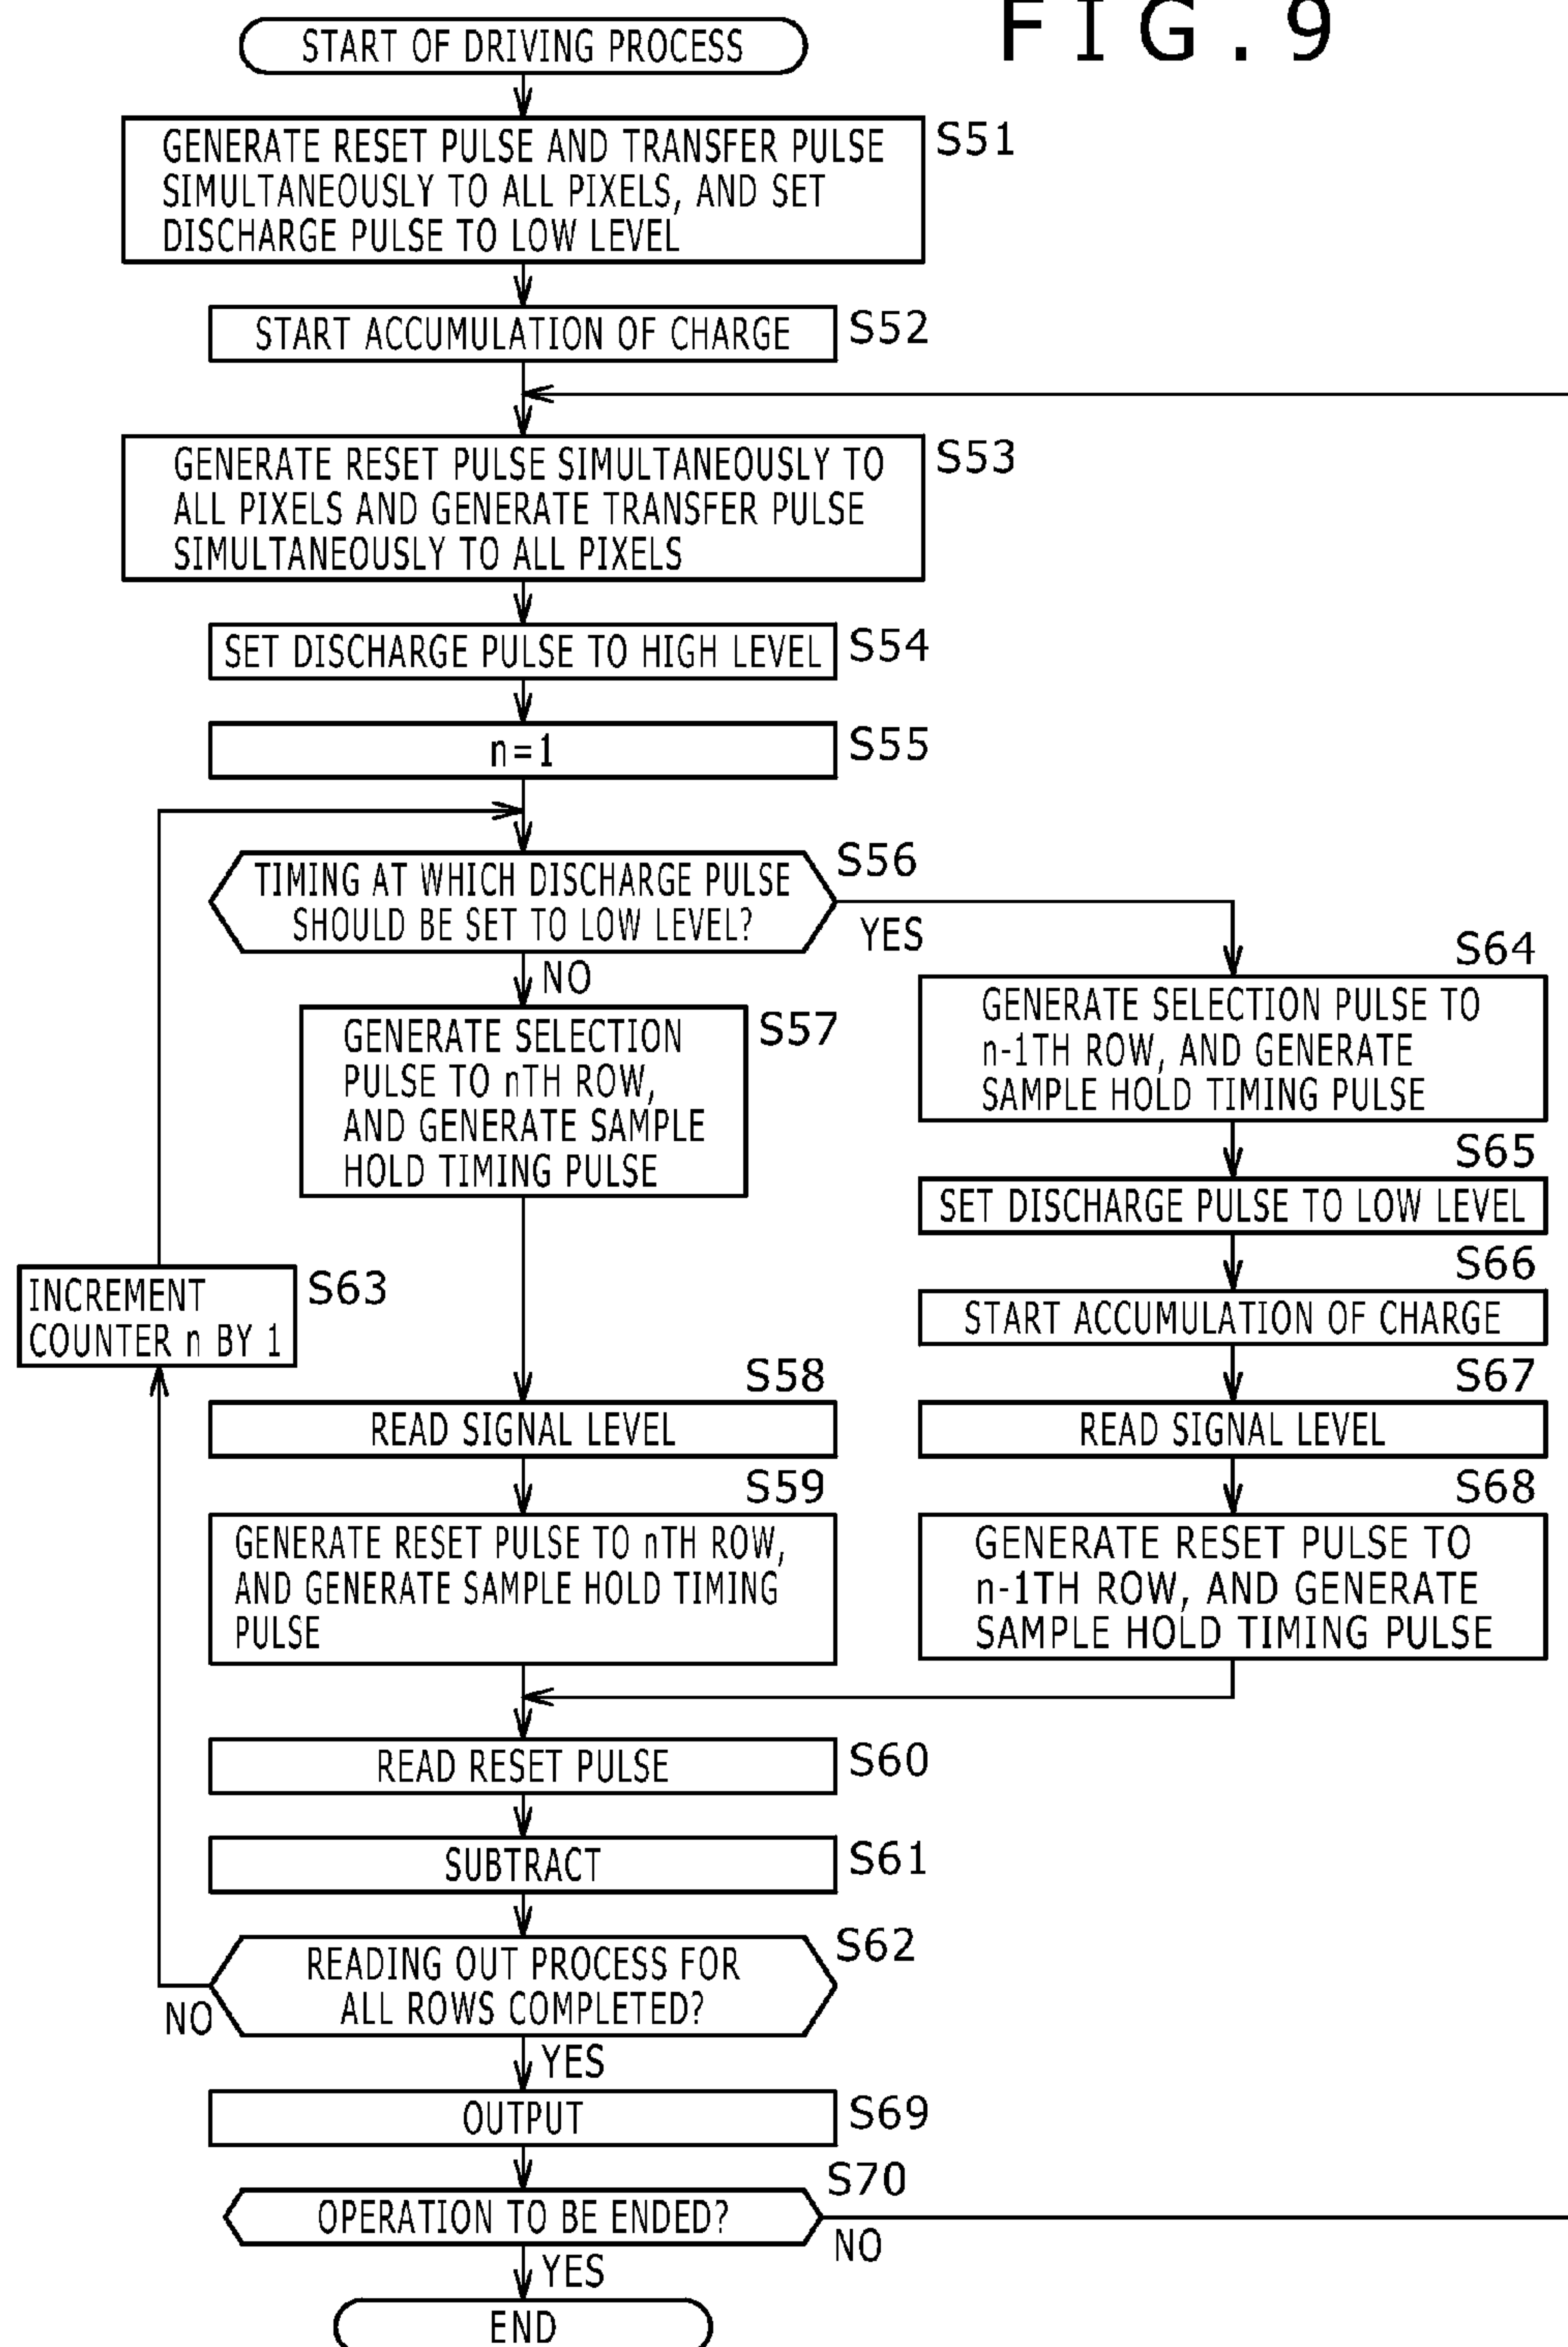 FIG.9
START OF DRIVING PROCESS
GENERATE RESET PULSE AND TRANSFER PULSE
SIMULTANEOUSLY TO ALL PIXELS, AND SET
DISCHARGE PULSE TO LOW LEVEL
S51
START ACCUMULATION OF CHARGE
S52
GENERATE RESET PULSE SIMULTANEOUSLY TO
ALL PIXELS AND GENERATE TRANSFER PULSE
SIMULTANEOUSLY TO ALL PIXELS
S53
SET DISCHARGE PULSE TO HIGH LEVEL
S54
n=1
S55
TIMING AT WHICH DISCHARGE PULSE
SHOULD BE SET TO LOW LEVEL?
S56
YES
NO
GENERATE SELECTION
PULSE TO nTH ROW,
AND GENERATE SAMPLE
HOLD TIMING PULSE
S57
S64
GENERATE SELECTION PULSE TO
n-1TH ROW, AND GENERATE
SAMPLE HOLD TIMING PULSE
S65
SET DISCHARGE PULSE TO LOW LEVEL
S66
START ACCUMULATION OF CHARGE
INCREMENT
COUNTER n BY 1
S63
S58
READ SIGNAL LEVEL
S67
READ SIGNAL LEVEL
S59
GENERATE RESET PULSE TO nTH ROW,
AND GENERATE SAMPLE HOLD TIMING
PULSE
S68
GENERATE RESET PULSE TO
n-1TH ROW, AND GENERATE
SAMPLE HOLD TIMING PULSE
READ RESET PULSE
S60
SUBTRACT
S61
READING OUT PROCESS FOR
ALL ROWS COMPLETED?
S62
NO
YES
OUTPUT
S69
OPERATION TO BE ENDED?
S70
NO
YES
END